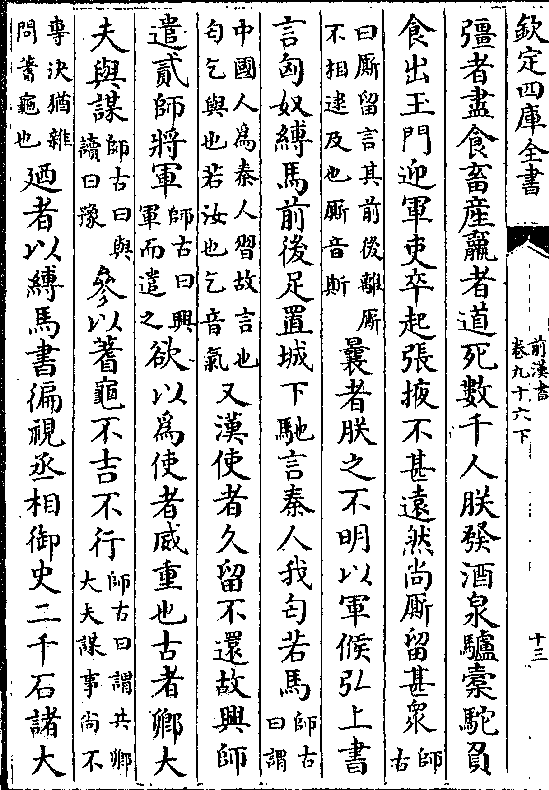 欽定四庫全書
前漢書
卷九十六下
十三
彊者盡食畜産羸者道死數千人朕發酒泉驢橐駝負
食出玉門迎軍吏卒起張掖不甚逺然尚厮留甚衆師古
曰厮留言其前後離厮
不相逮及也厮音斯
曩者朕之不明以軍候弘上書
言匈奴縛馬前後足置城下馳言秦人我匄若馬師古曰謂
中國人為秦人習故言也
匄乞與也若汝也乞音氣
又漢使者久留不還故興師
遣貳師將軍師古曰興軍而遣之欲以為使者威重也古者卿大
夫與謀師古曰與讀曰豫參以蓍龜不吉不行師古曰謂共卿大夫謀事尚不
專決猶雜
問蓍龜也
廼者以縛馬書徧視丞相御史二千石諸大